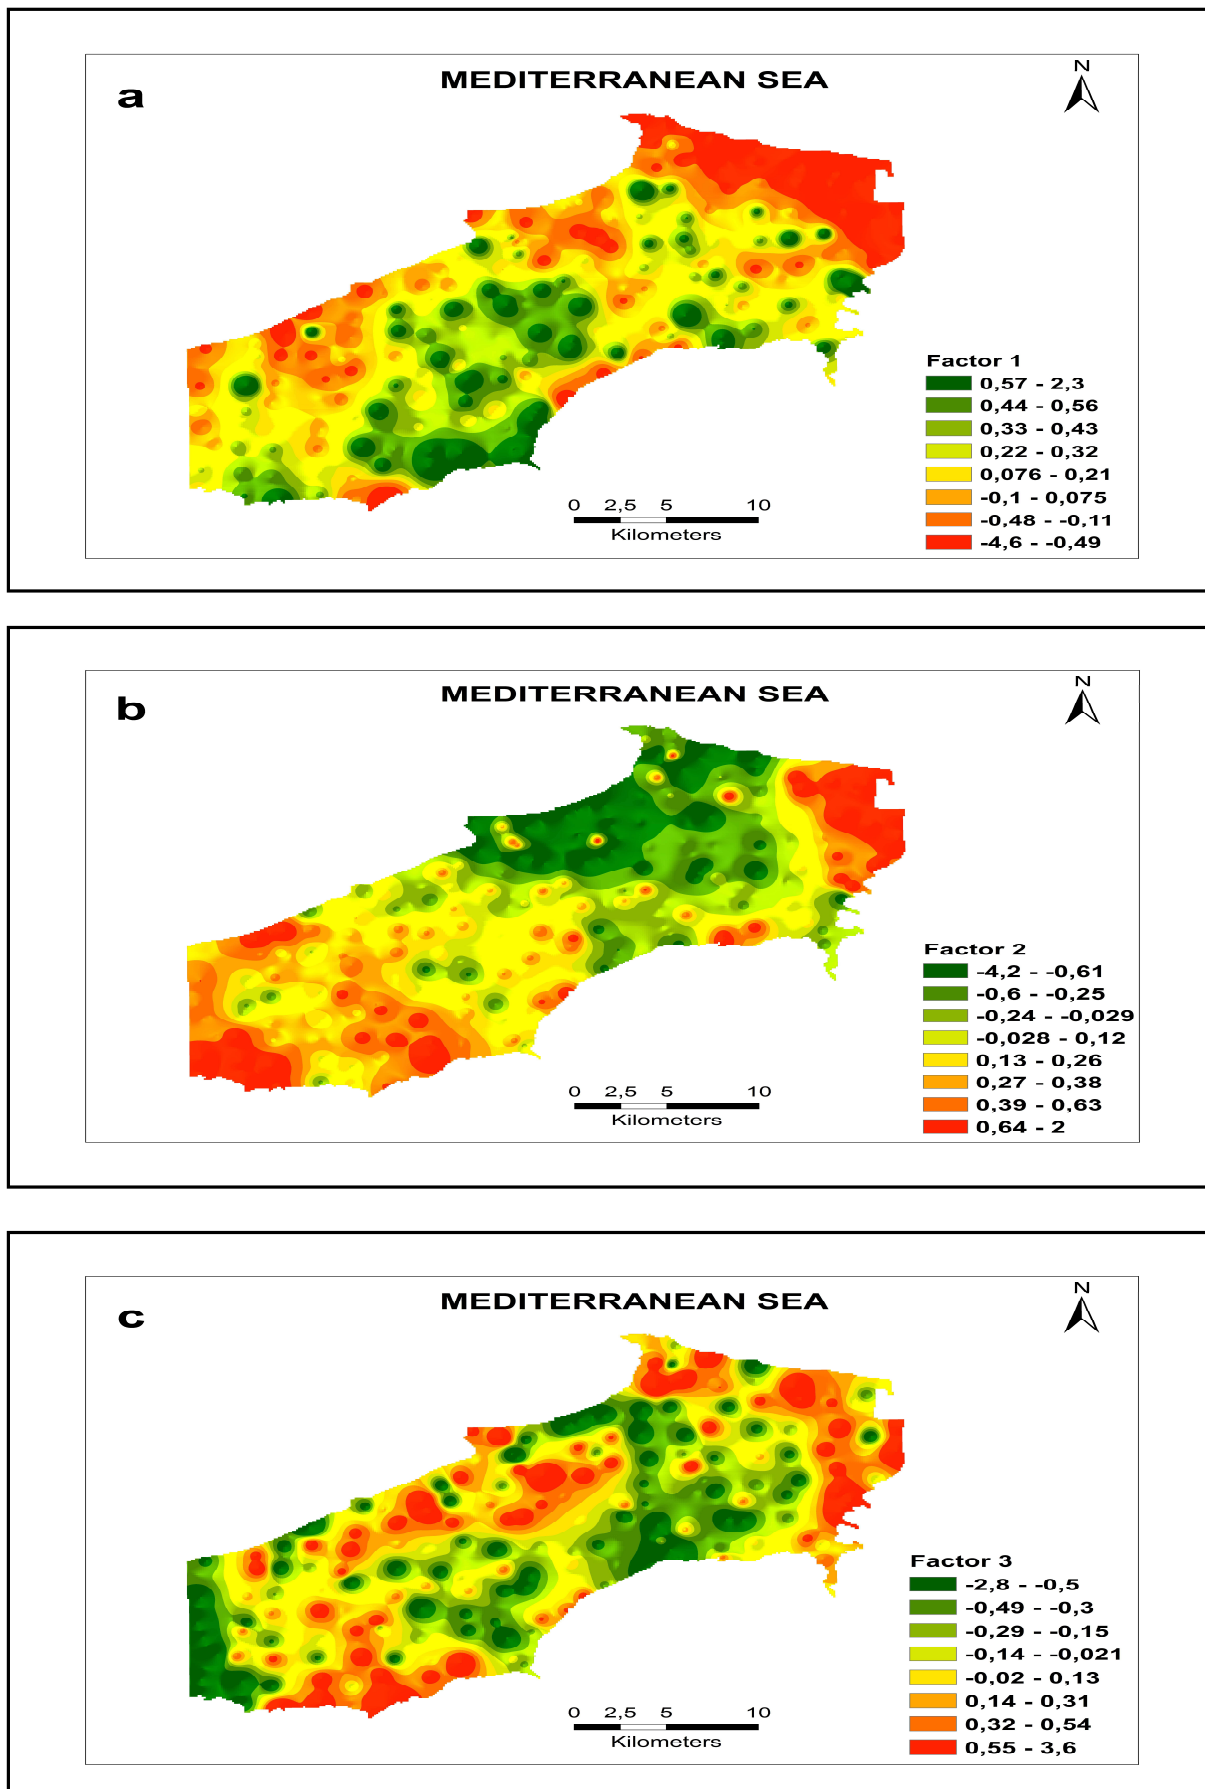 a
MEDITERRANEAN SEA
N
Factor 1
0,57 - 2,3
0,44 - 0,56
0,33 - 0,43
0,22 - 0,32
0,076 - 0,21
-0,1 - 0,075
-0,48 - -0,11
-4,6 - -0,49
0 2,5 5 10
Kilometers
b
MEDITERRANEAN SEA
N
Factor 2
-4,2 - -0,61
-0,6 - -0,25
-0,24 - -0,029
-0,028 - 0,12
0,13 - 0,26
0,27 - 0,38
0,39 - 0,63
0,64 - 2
0 2,5 5 10
Kilometers
c
MEDITERRANEAN SEA
N
Factor 3
-2,8 - -0,5
-0,49 - -0,3
-0,29 - -0,15
-0,14 - -0,021
-0,02 - 0,13
0,14 - 0,31
0,32 - 0,54
0,55 - 3,6
0 2,5 5 10
Kilometers